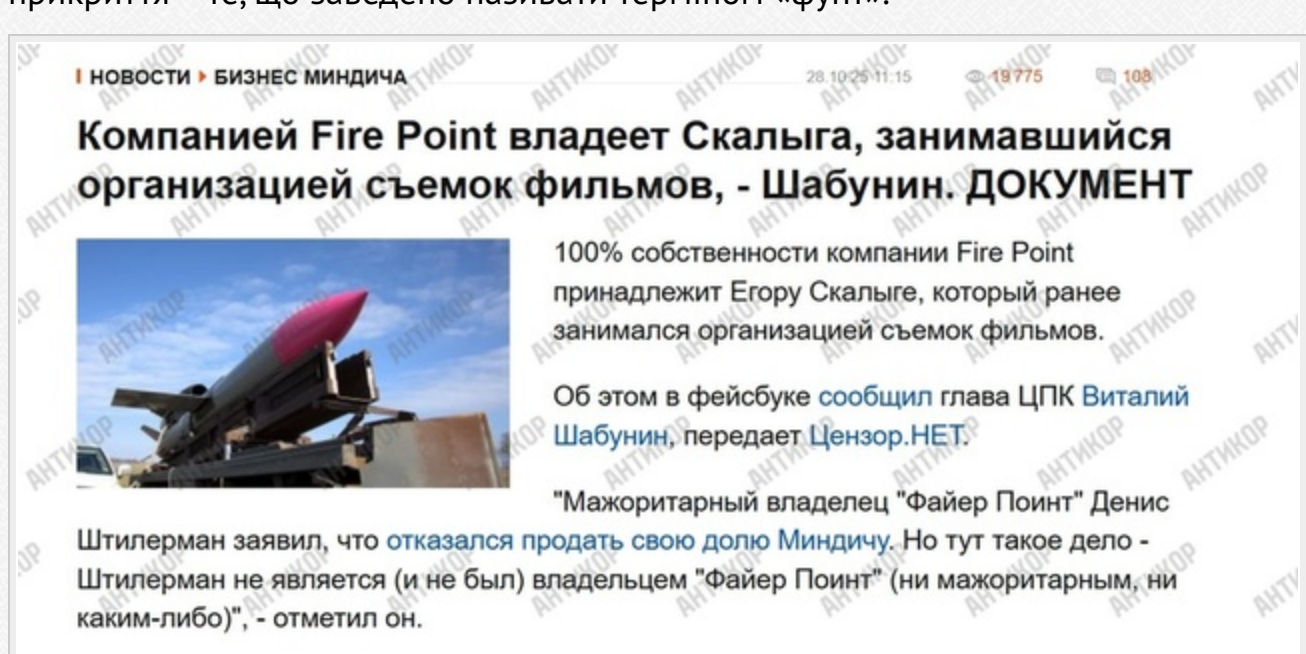 прикриття – те, що заведено називати терміном «фунт».
НОВОСТИ БИЗНЕС МИНДИЧА 28.10.25 11:15 19 775 108
Компанией Fire Point владеет Скалыга, занимавшийся
организацией съемок фильмов, - Шабунин. ДОКУМЕНТ
100% собственности компании Fire Point
принадлежит Егору Скалыге, который ранее
занимался организацией съемок фильмов.
Об этом в фейсбуке сообщил глава ЦПК Виталий
Шабунин, передает Цензор.НЕТ.
"Мажоритарный владелец "Файер Поинт" Денис
Штилерман заявил, что отказался продать свою долю Миндичу. Но тут такое дело -
Штилерман не является (и не был) владельцем "Файер Поинт" (ни мажоритарным, ни
каким-либо)", - отметил он.
АНТИКОР